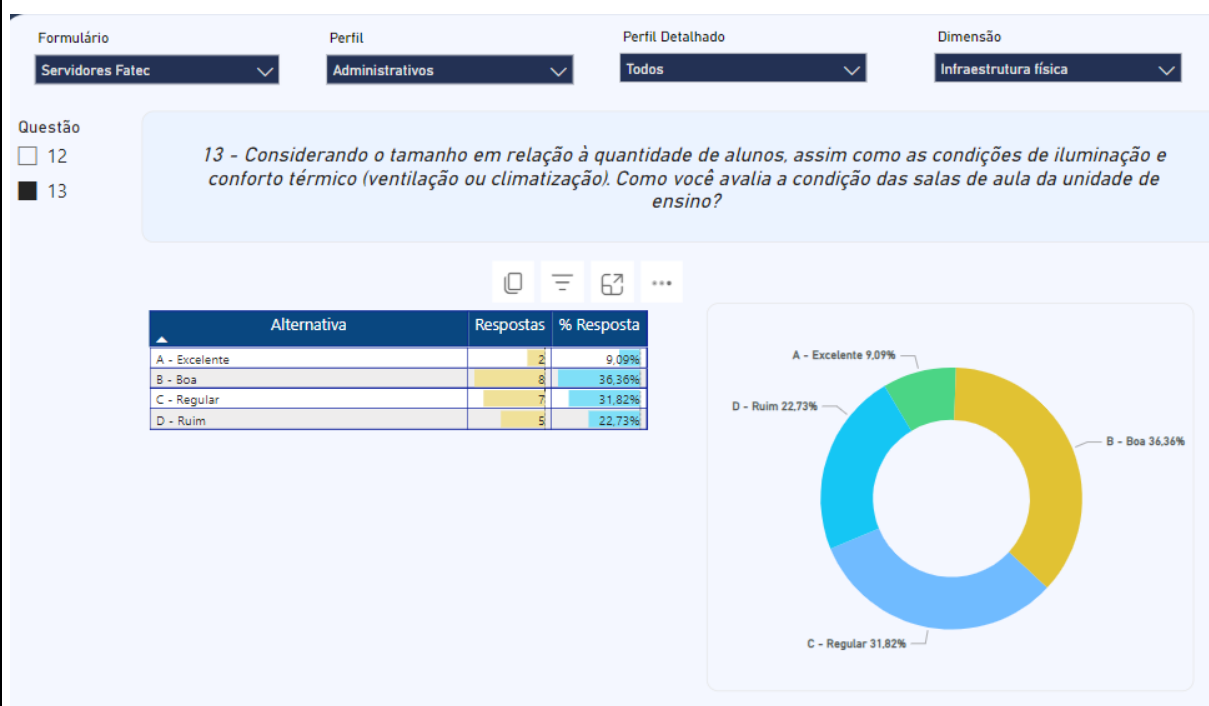 Formulário
Perfil
Perfil Detalhado
Dimensão
Servidores Fatec
Administrativos
Todos
Infraestrutura física
Questão
12
13
13 - Considerando o tamanho em relação à quantidade de alunos, assim como as condições de iluminação e
conforto térmico (ventilação ou climatização). Como você avalia a condição das salas de aula da unidade de
ensino?
Alternativa Respostas % Resposta
A - Excelente 2 9,09%
B - Boa 8 36,36%
C - Regular 7 31,82%
D - Ruim 5 22,73%
A - Excelente 9,09%
D - Ruim 22,73%
B - Boa 36,36%
C - Regular 31,82%